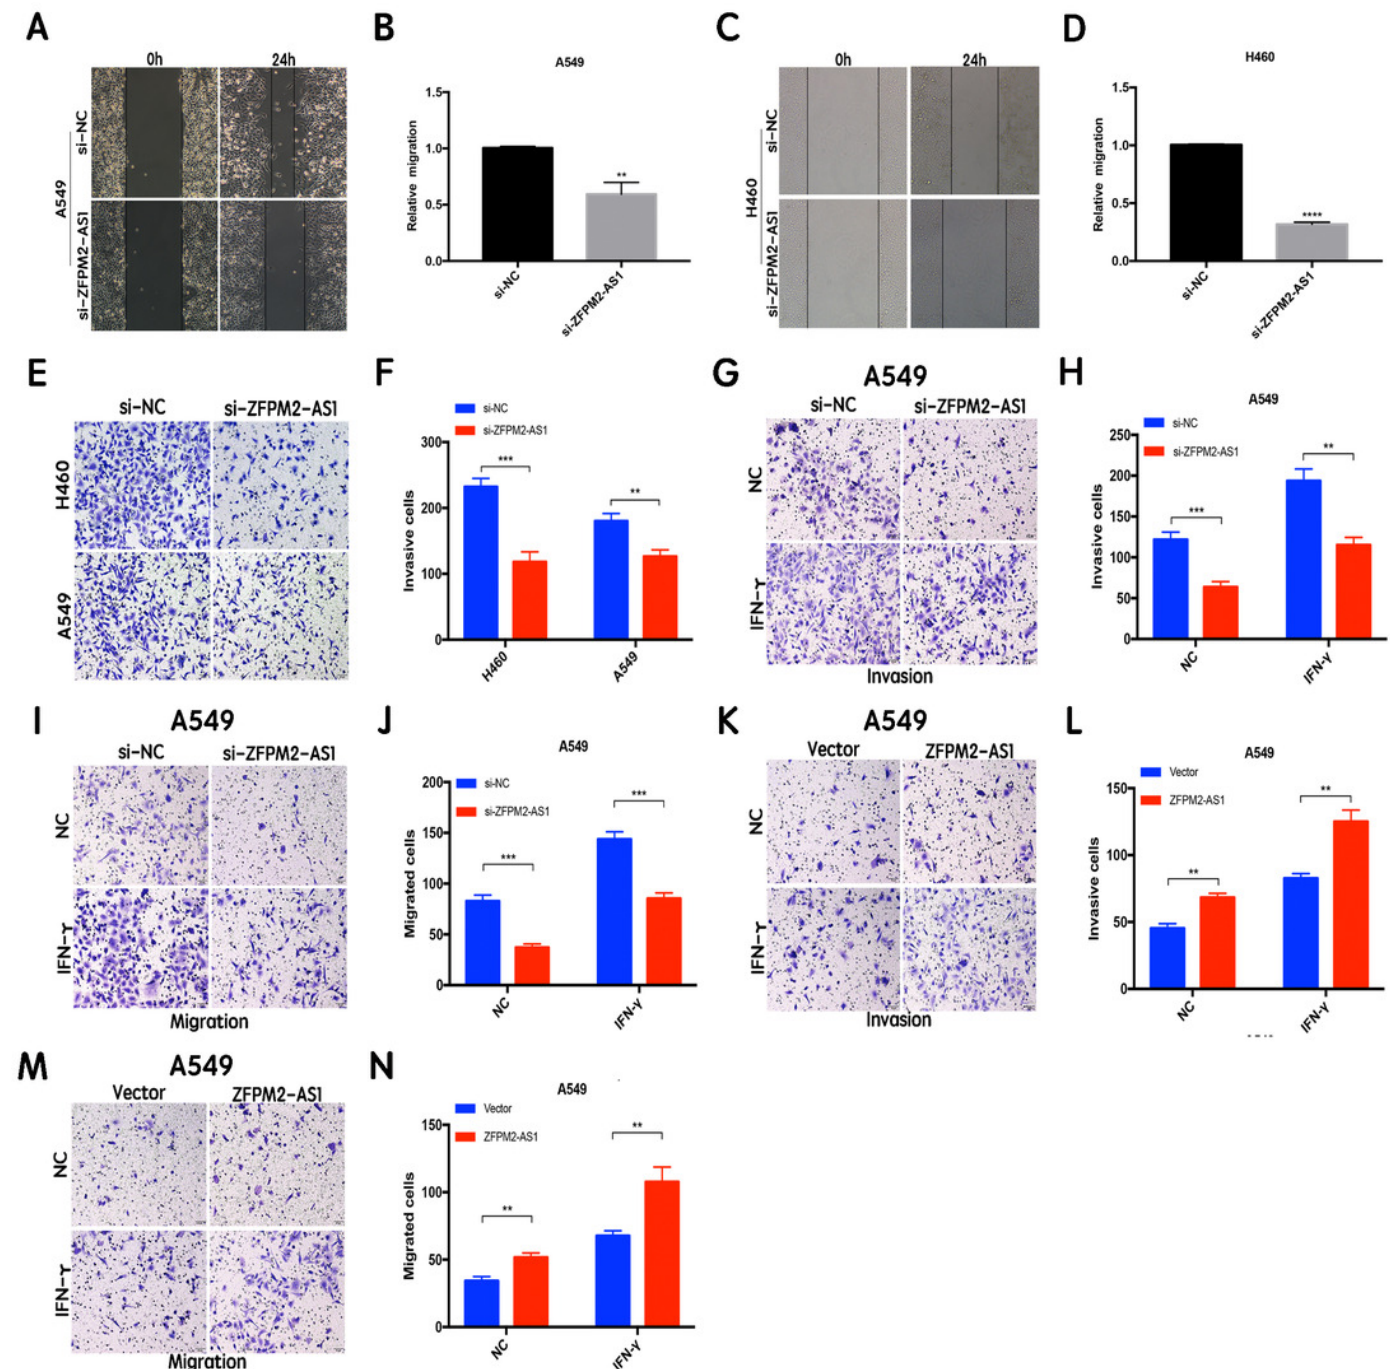 A
0h
24h
A549
si-NC
si-ZFPM2-AS1
B
A549
Relative migration
1.5
1.0
0.5
0.0
**
si-NC
si-ZFPM2-AS1
C
0h
24h
H460
si-NC
si-ZFPM2-AS1
D
H460
Relative migration
1.5
1.0
0.5
0.0
****
si-NC
si-ZFPM2-AS1
E
si-NC
si-ZFPM2-AS1
H460
A549
F
si-NC
si-ZFPM2-AS1
Invasive cells
300
200
100
0
***
**
H460
A549
G
A549
si-NC
si-ZFPM2-AS1
NC
IFN-γ
Invasion
H
A549
si-NC
si-ZFPM2-AS1
Invasive cells
250
200
150
100
50
0
***
**
NC
IFN-γ
I
A549
si-NC
si-ZFPM2-AS1
NC
IFN-γ
Migration
J
A549
si-NC
si-ZFPM2-AS1
Migrated cells
200
150
100
50
0
***
***
NC
IFN-γ
K
A549
Vector
ZFPM2-AS1
NC
IFN-γ
Invasion
L
A549
Vector
ZFPM2-AS1
Invasive cells
150
100
50
0
**
**
NC
IFN-γ
M
A549
Vector
ZFPM2-AS1
NC
IFN-γ
Migration
N
A549
Vector
ZFPM2-AS1
Migrated cells
150
100
50
0
**
**
NC
IFN-γ